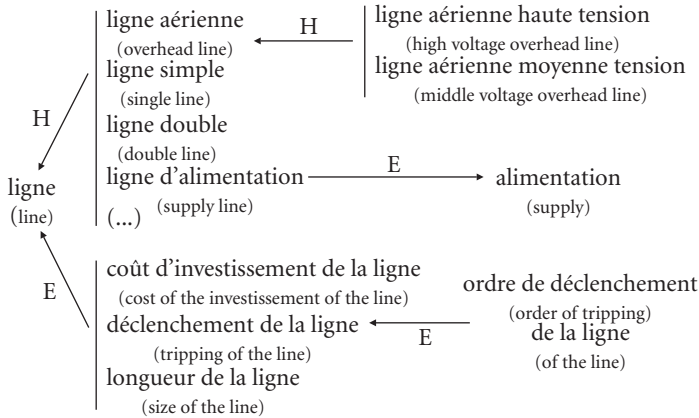 ligne aérienne
(overhead line)
H
ligne aérienne haute tension
(high voltage overhead line)
ligne aérienne moyenne tension
(middle voltage overhead line)
ligne simple
(single line)
H
ligne double
(double line)
ligne d'alimentation
(supply line)
E
alimentation
(supply)
ligne
(line)
(...)
E
coût d'investissement de la ligne
(cost of the investissement of the line)
déclenchement de la ligne
(tripping of the line)
E
ordre de déclenchement
(order of tripping)
de la ligne
(of the line)
longueur de la ligne
(size of the line)